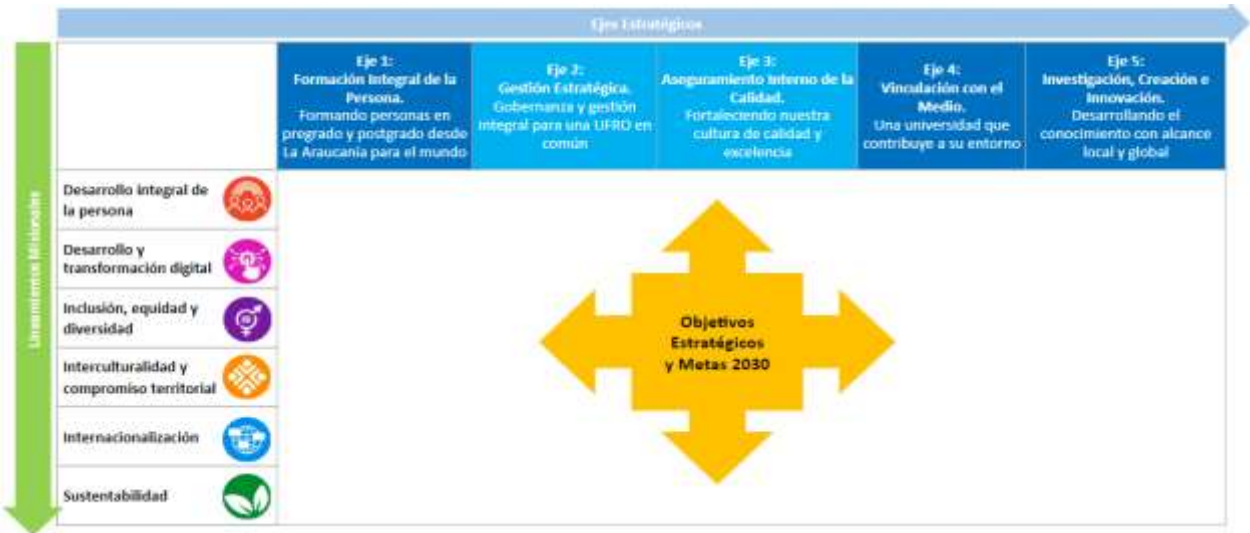 Ejes Estratégicos
Lineamientos Misionales
Eje 1:
Formación Integral de la
Persona.
Formando personas en
pregrado y postgrado desde
La Araucanía para el mundo
Eje 2:
Gestión Estratégica.
Gobernanza y gestión
integral para una UFRO en
común
Eje 3:
Aseguramiento Interno de la
Calidad.
Fortaleciendo nuestra
cultura de calidad y
excelencia
Eje 4:
Vinculación con el
Medio.
Una universidad que
contribuye a su entorno
Eje 5:
Investigación, Creación e
Innovación.
Desarrollando el
conocimiento con alcance
local y global
Desarrollo integral de
la persona
Desarrollo y
transformación digital
Inclusión, equidad y
diversidad
Interculturalidad y
compromiso territorial
Internacionalización
Sustentabilidad
Objetivos
Estratégicos
y Metas 2030